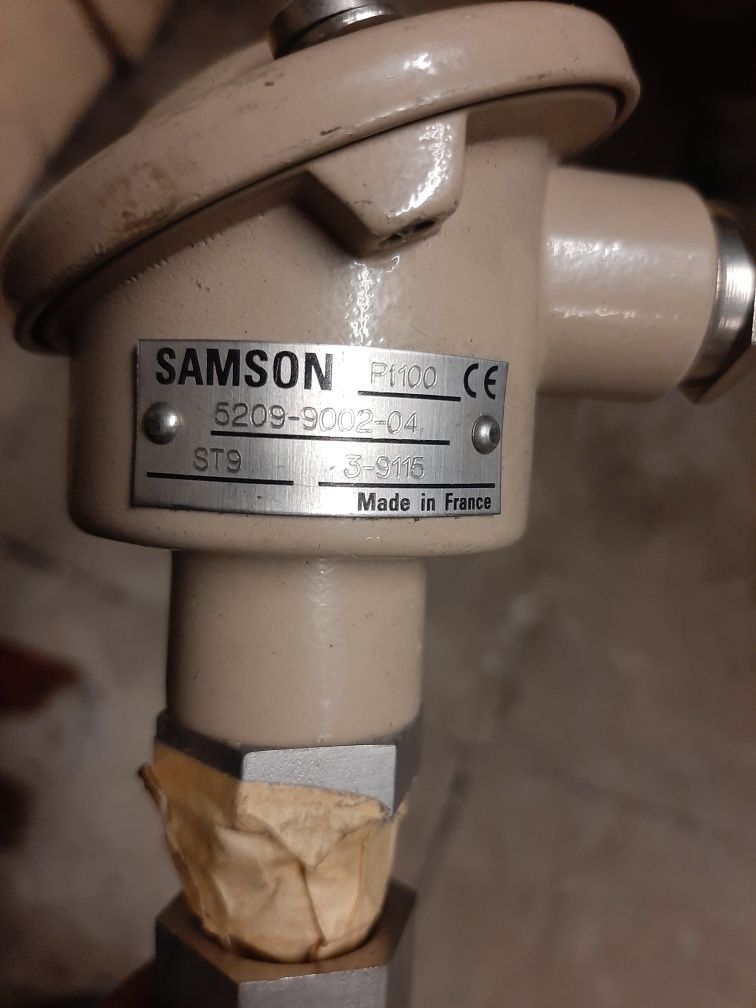 SAMSON Pt100 CE
5209-9002-04
ST9 3-9115
Made in France